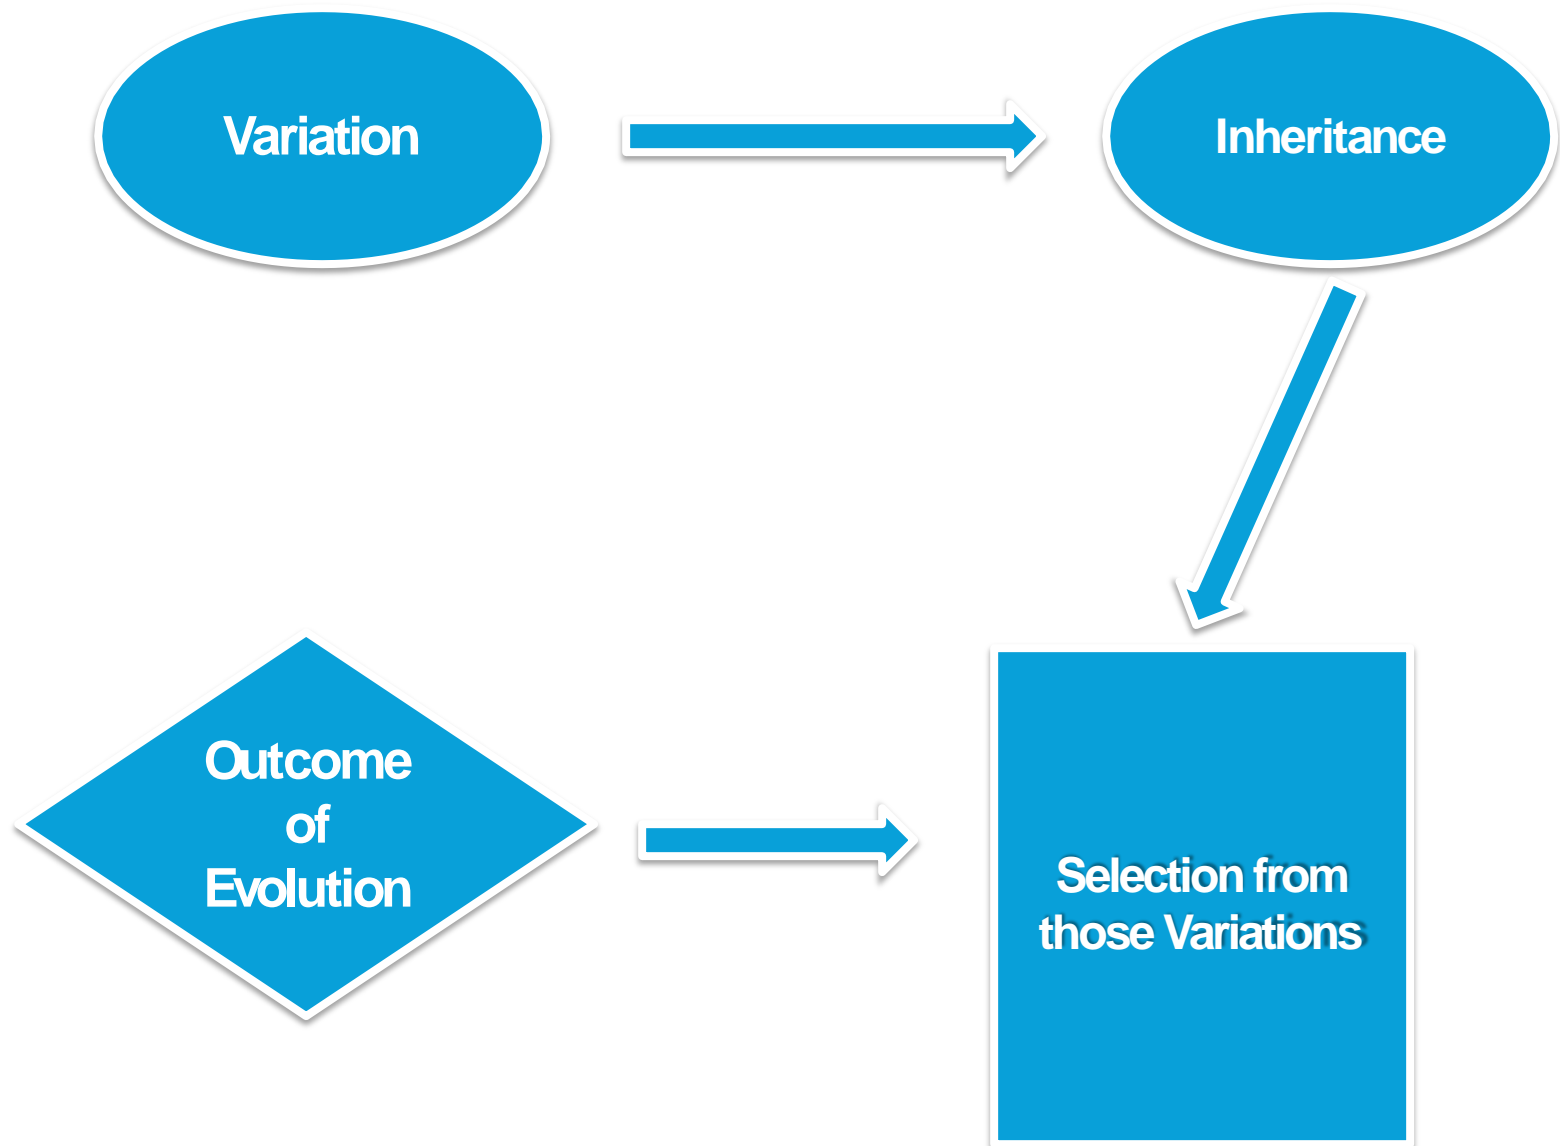 Variation
Inheritance
Outcome
of
Evolution
Selection from
those Variations